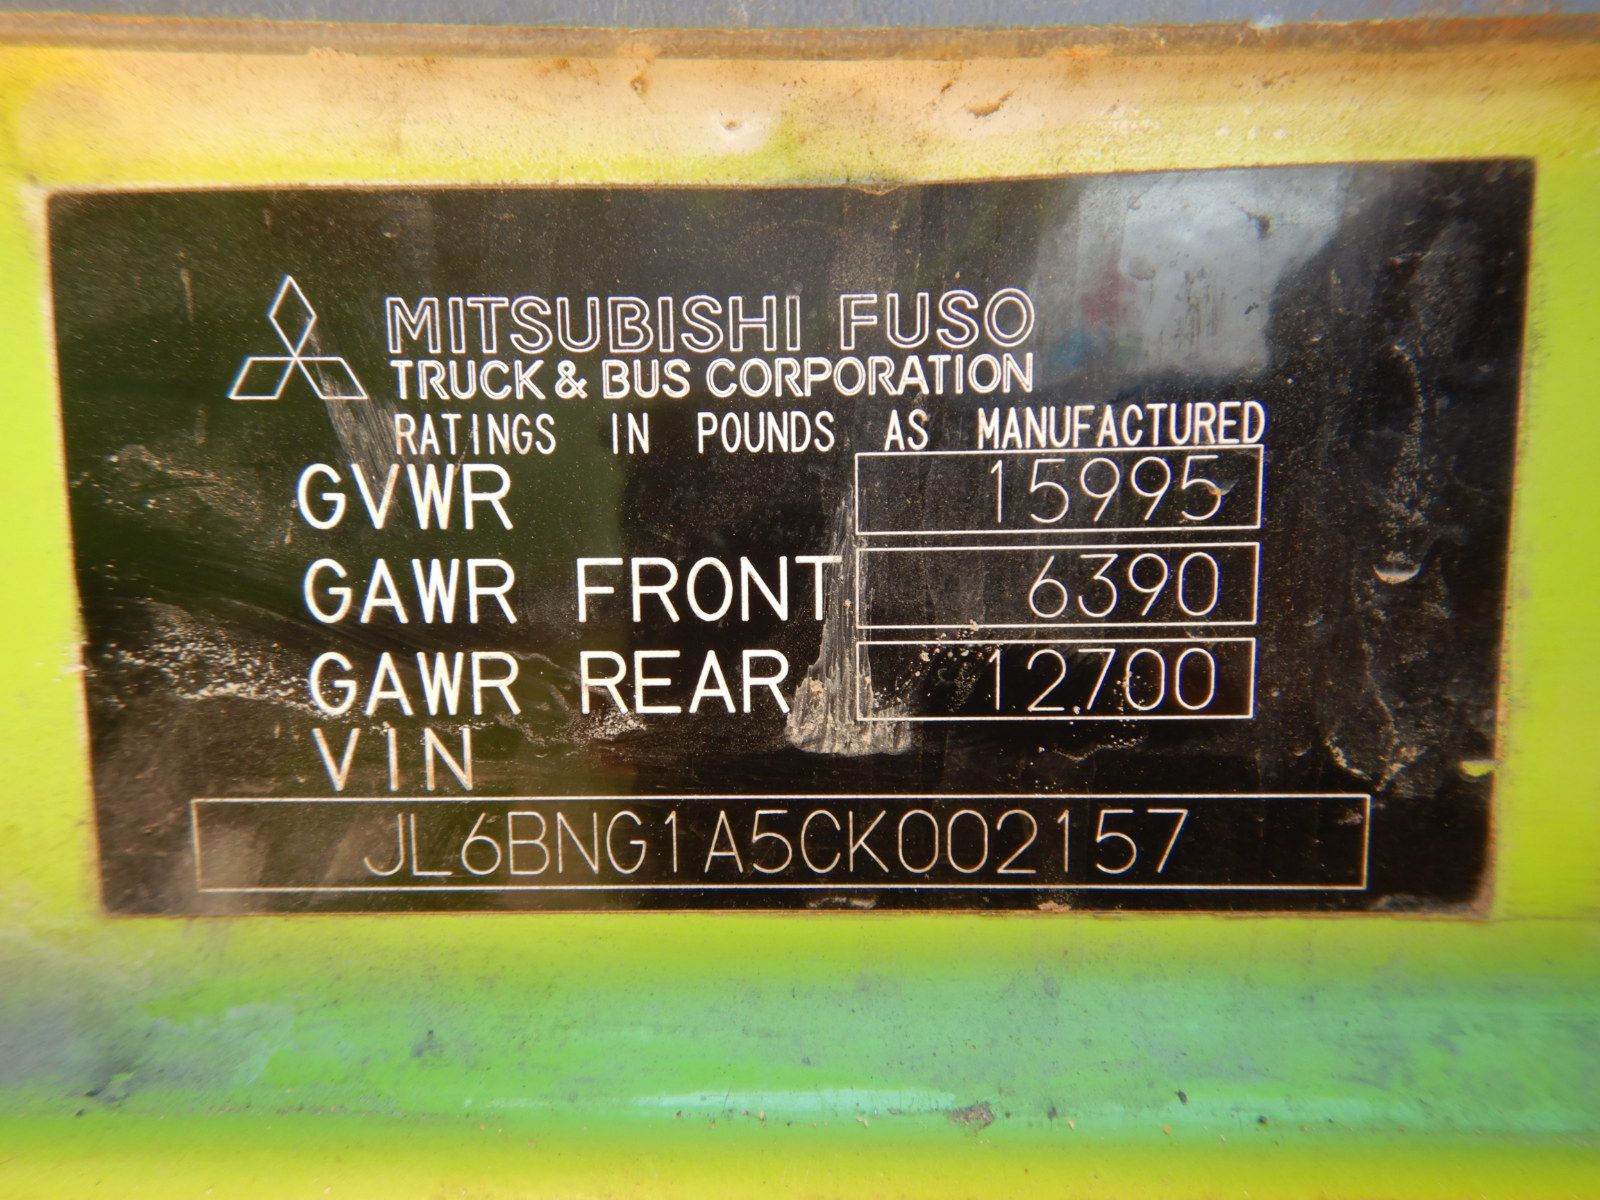 MITSUBISHI FUSO
TRUCK & BUS CORPORATION
RATINGS IN POUNDS AS MANUFACTURED
GVWR 15995
GAWR FRONT 6390
GAWR REAR 12700
VIN
JL6BNG1A5CK002157